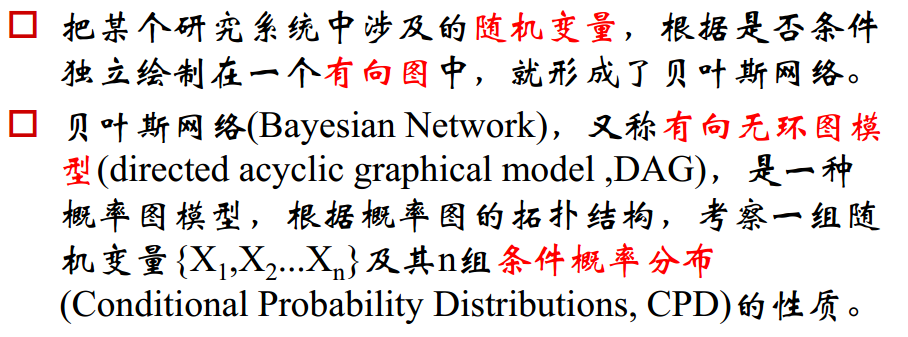 把某个研究系统中涉及的随机变量，根据是否条件
独立绘制在一个有向图中，就形成了贝叶斯网络。
贝叶斯网络(Bayesian Network)，又称有向无环图模
型(directed acyclic graphical model ,DAG)，是一种
概率图模型，根据概率图的拓扑结构，考察一组随
机变量{X₁,X₂...Xₙ}及其n组条件概率分布
(Conditional Probability Distributions, CPD)的性质。